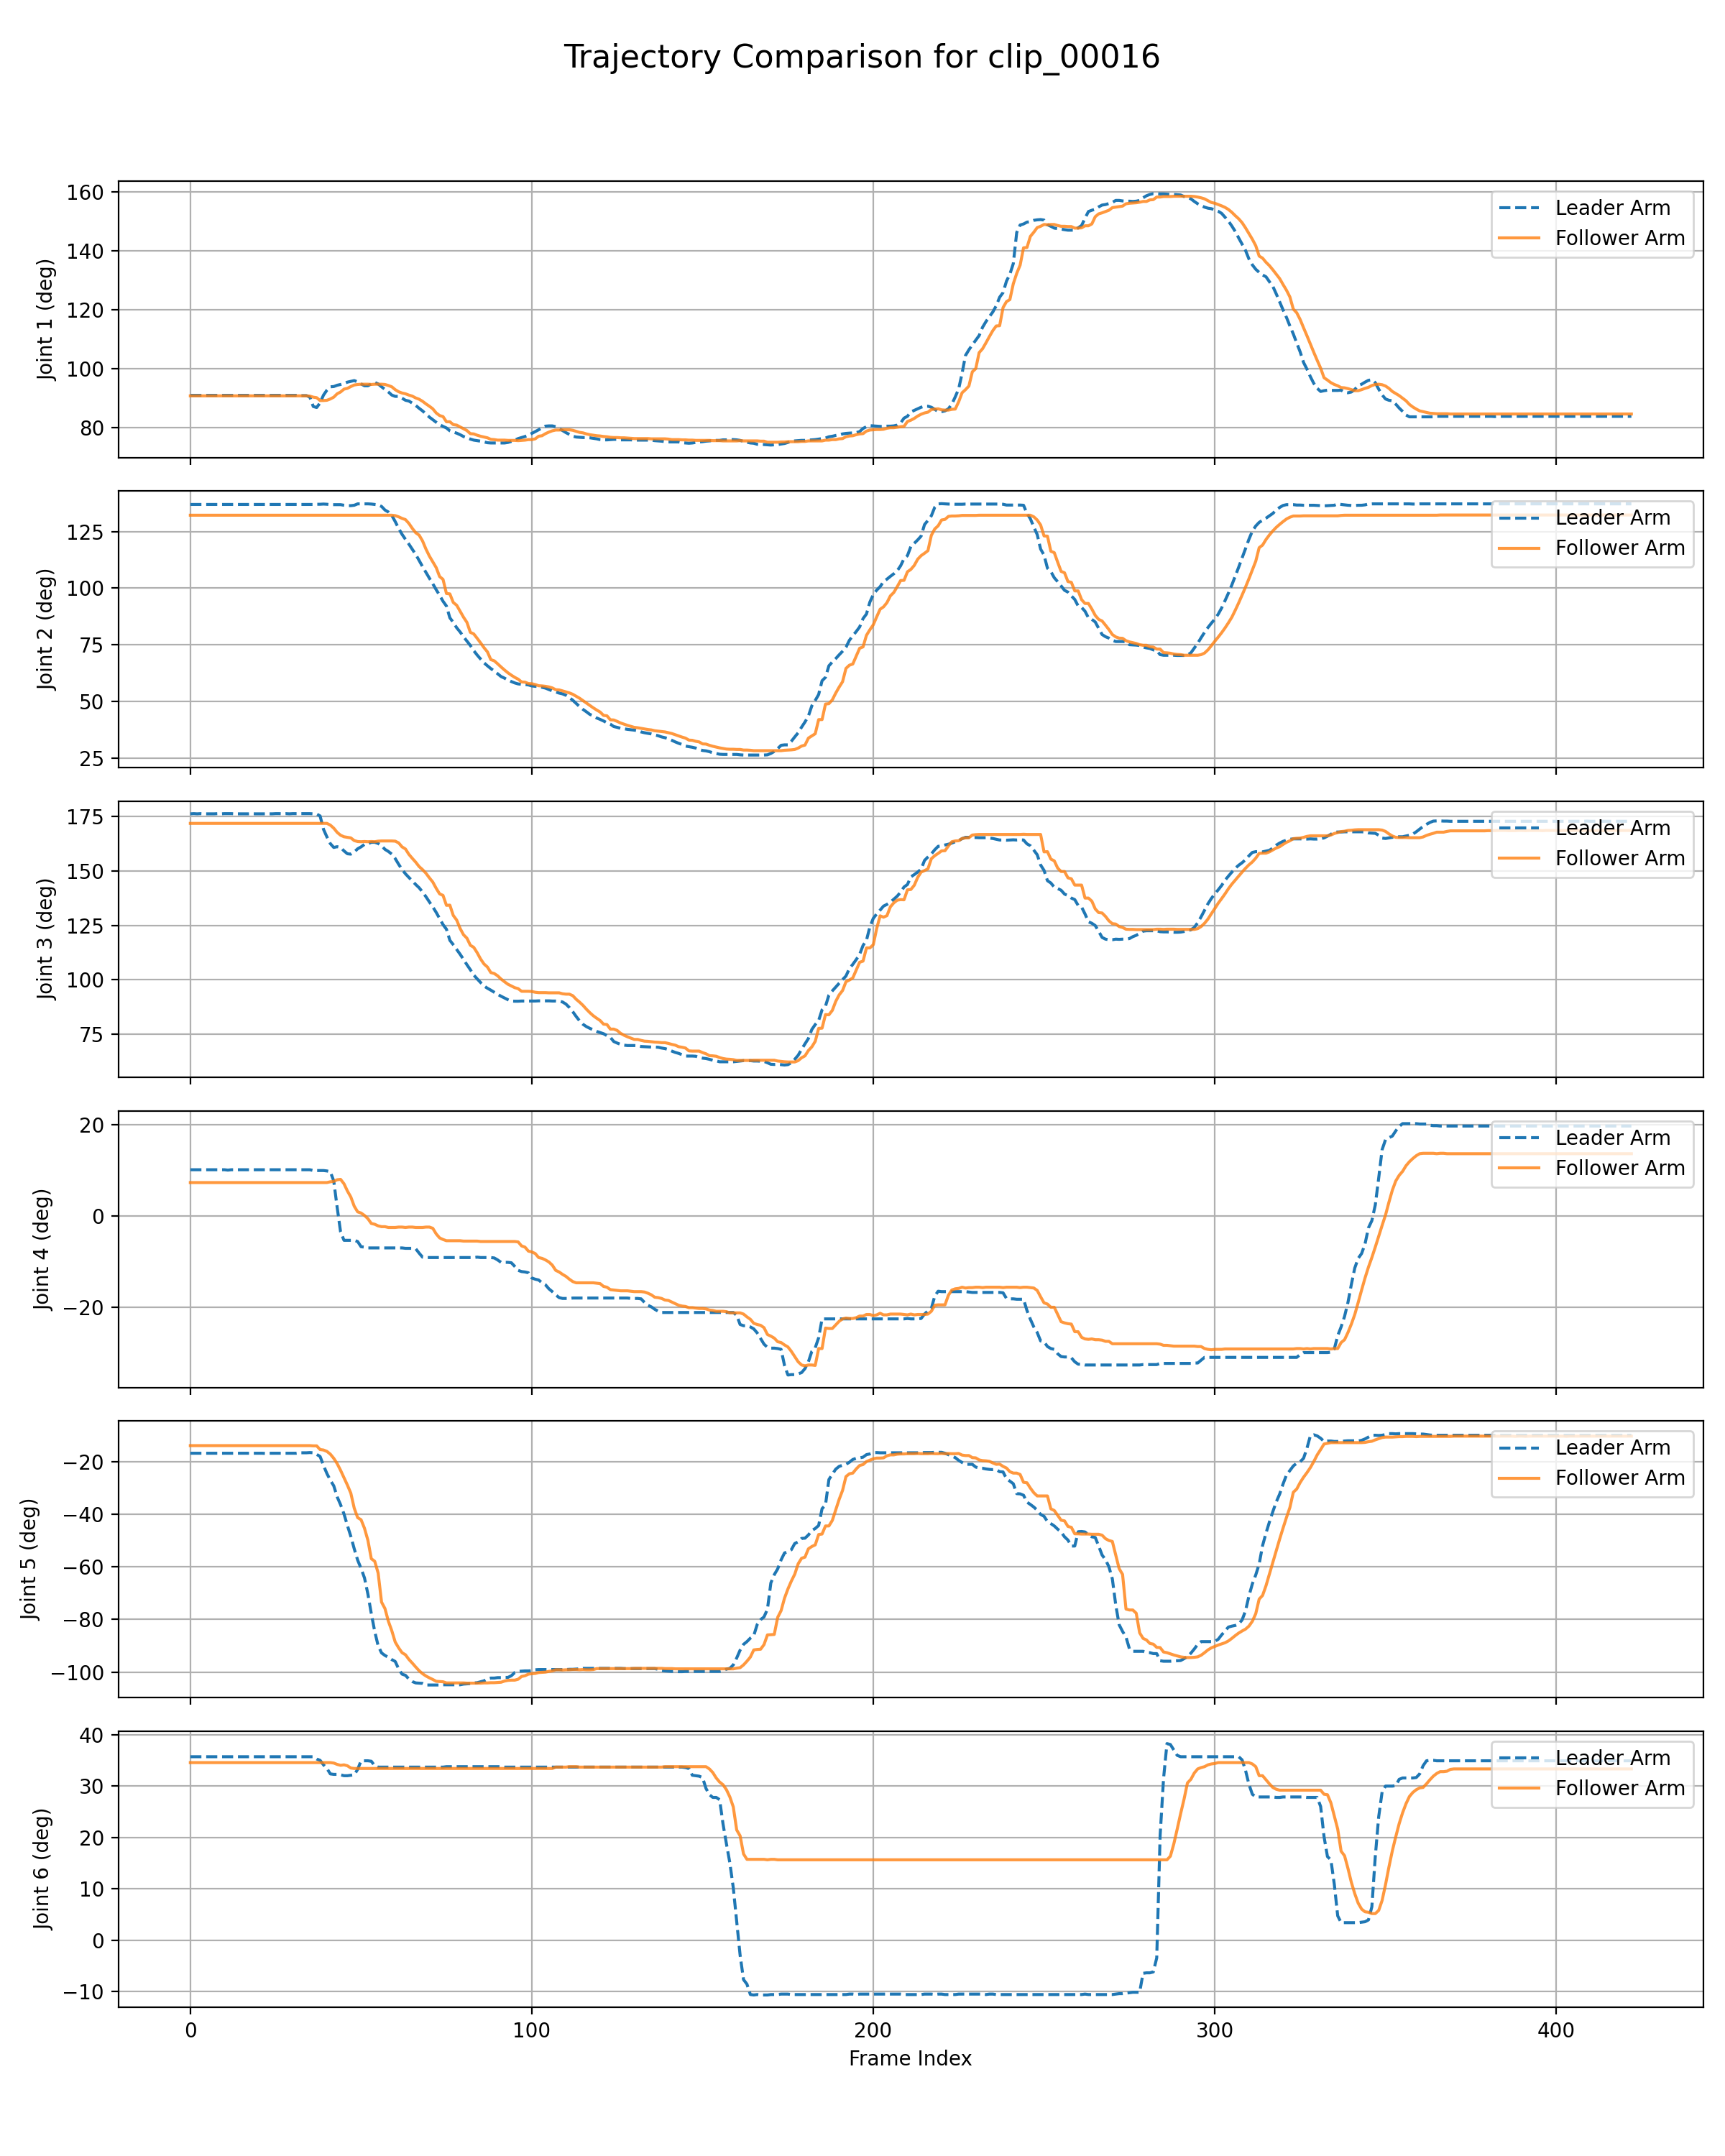 Trajectory Comparison for clip_00016
160
140
120
100
80
Joint 1 (deg)
Leader Arm
Follower Arm
125
100
75
50
25
Joint 2 (deg)
Leader Arm
Follower Arm
175
150
125
100
75
Joint 3 (deg)
Leader Arm
Follower Arm
20
0
−20
Joint 4 (deg)
Leader Arm
Follower Arm
−20
−40
−60
−80
−100
Joint 5 (deg)
Leader Arm
Follower Arm
40
30
20
10
0
−10
Joint 6 (deg)
Leader Arm
Follower Arm
0 100 200 300 400
Frame Index